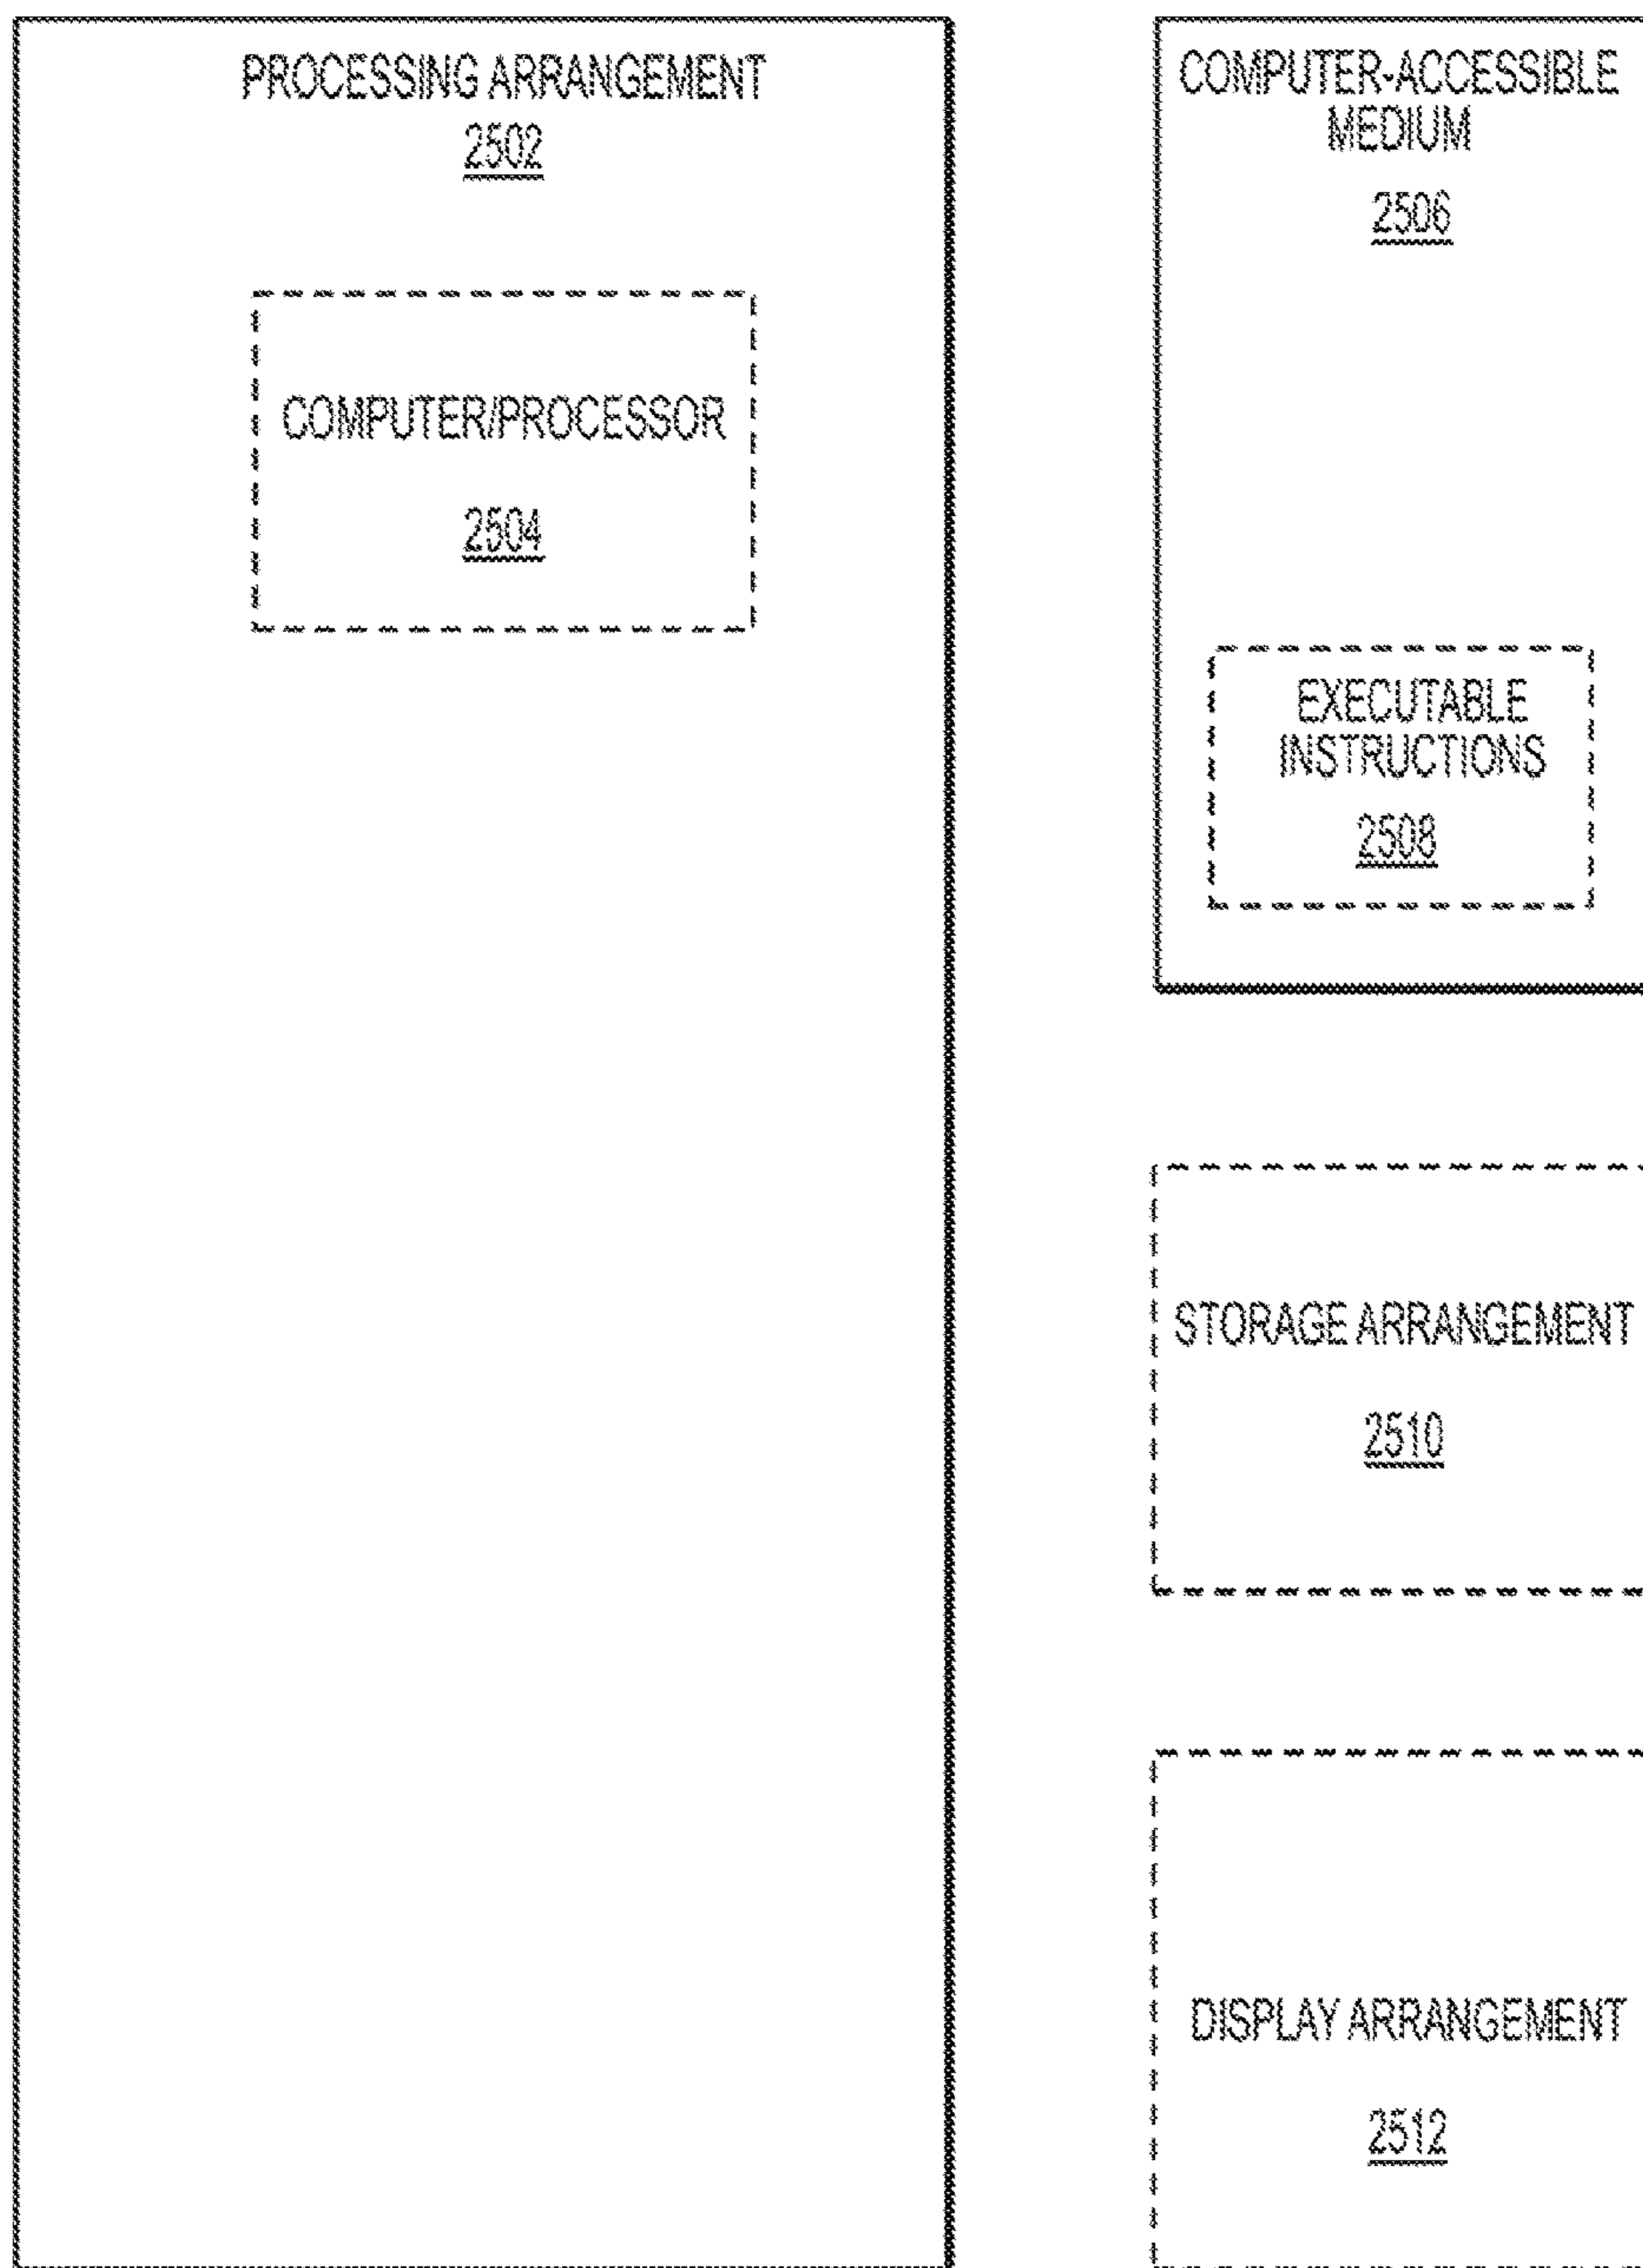 PROCESSING ARRANGEMENT
2502
COMPUTER/PROCESSOR
2504
COMPUTER-ACCESSIBLE
MEDIUM
2506
EXECUTABLE
INSTRUCTIONS
2508
STORAGE ARRANGEMENT
2510
DISPLAY ARRANGEMENT
2512